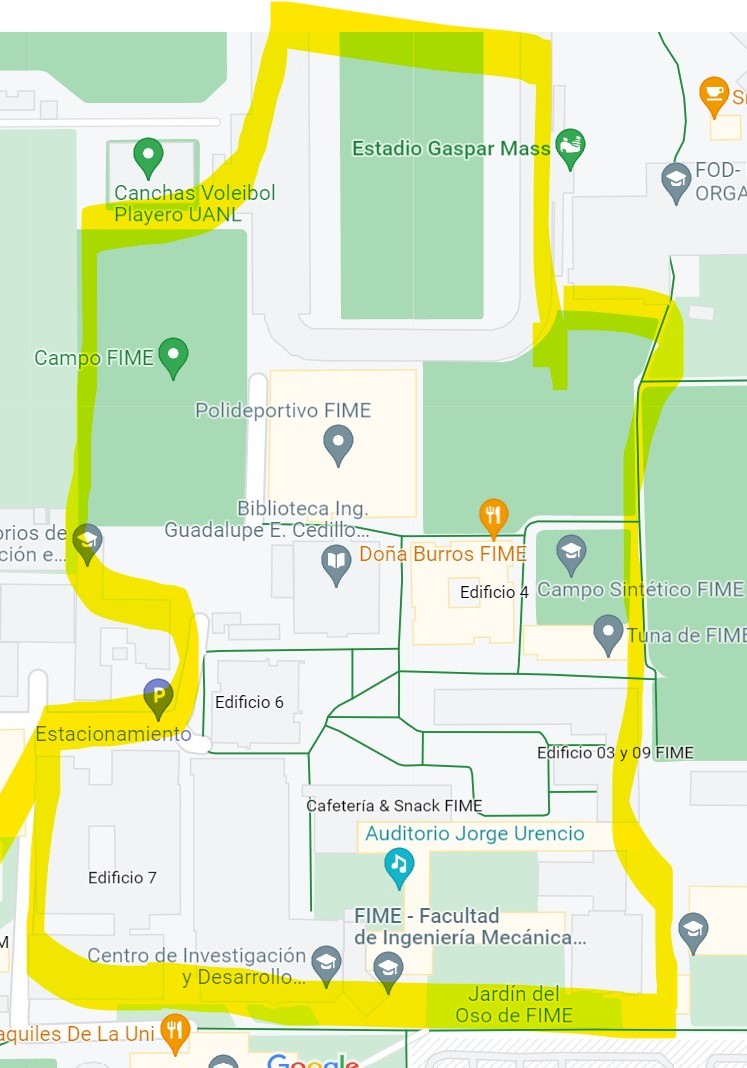 Estadio Gaspar Mass
FOD-
ORGA
Canchas Voleibol
Playero UANL
Campo FIME
Polideportivo FIME
Biblioteca Ing.
Guadalupe E. Cedillo...
orios de
ción e...
Doña Burros FIME
Edificio 4
Campo Sintético FIME
Tuna de FIME
P
Edificio 6
Estacionamiento
Edificio 03 y 09 FIME
Cafetería & Snack FIME
Auditorio Jorge Urencio
Edificio 7
FIME - Facultad
de Ingeniería Mecánica...
M
Centro de Investigación
y Desarrollo...
Jardín del
Oso de FIME
aquiles De La Uni
Google